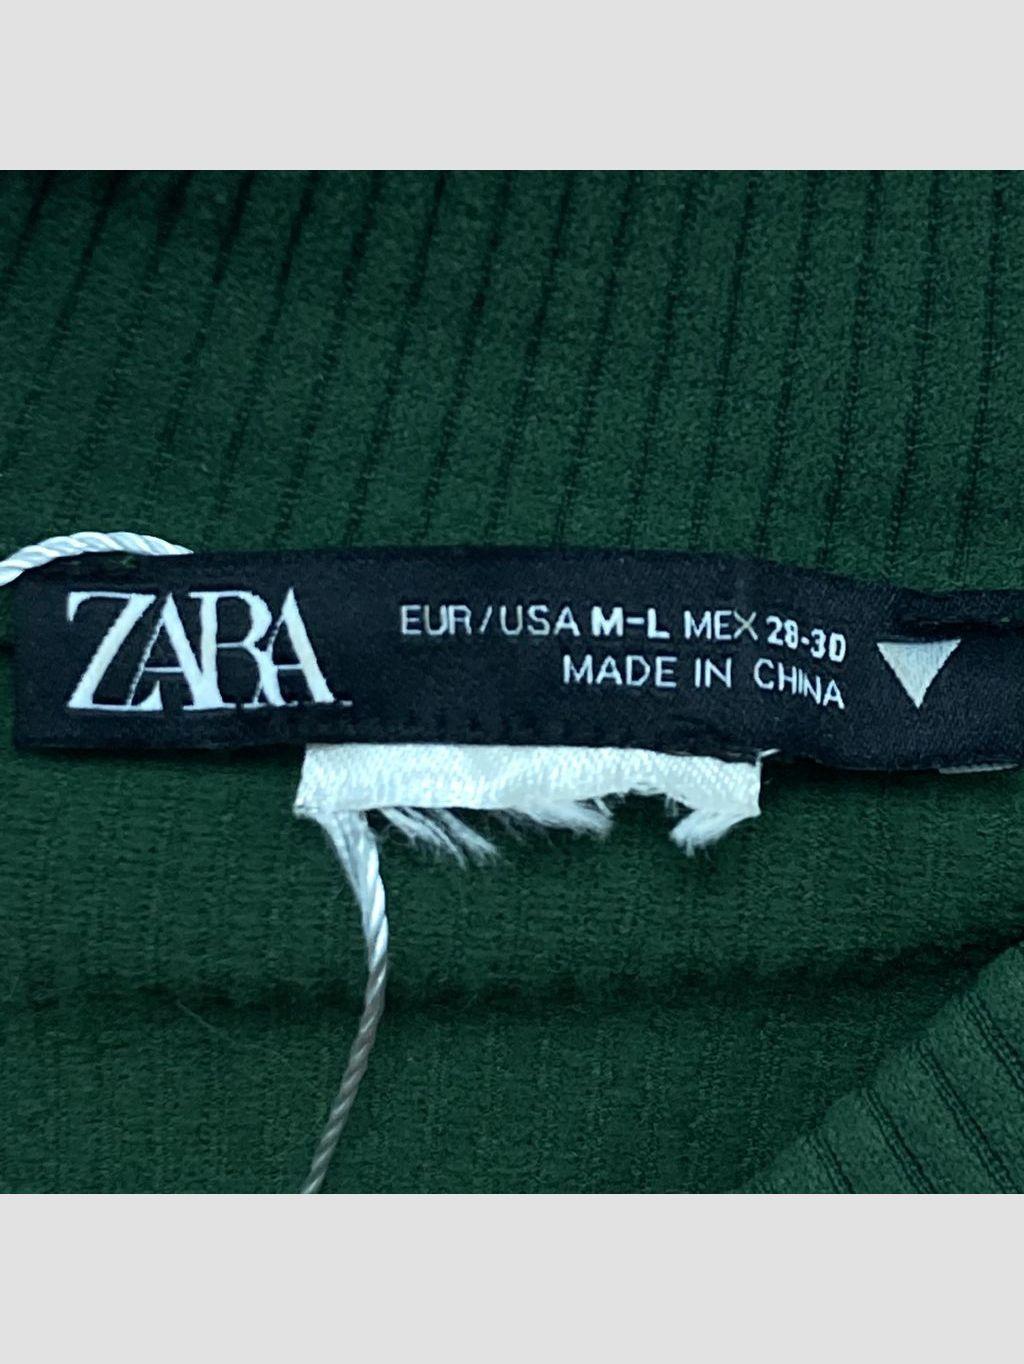 ZARA
EUR/USA M-L MEX 28-30
MADE IN CHINA